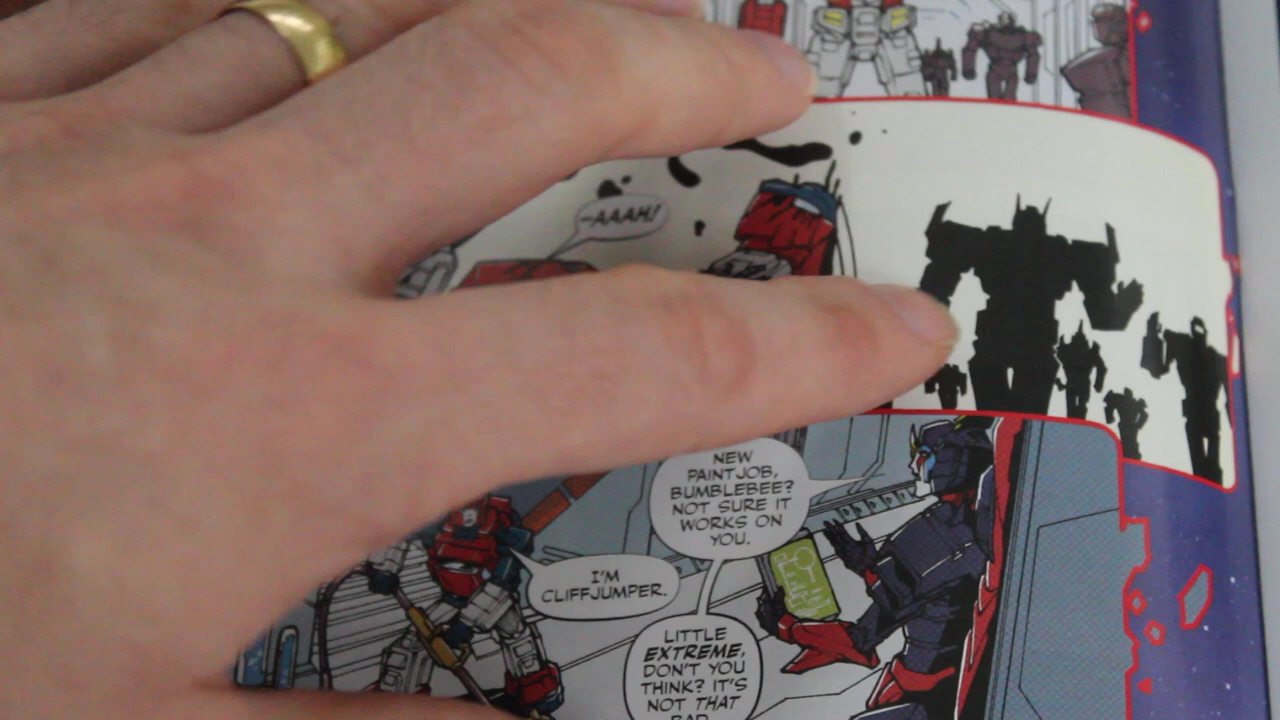 -AAAH!
NEW
PAINTJOB,
BUMBLEBEE?
NOT SURE IT
WORKS ON
YOU.
I'M
CLIFFJUMPER.
LITTLE
EXTREME,
DON'T YOU
THINK? IT'S
NOT THAT
BAD